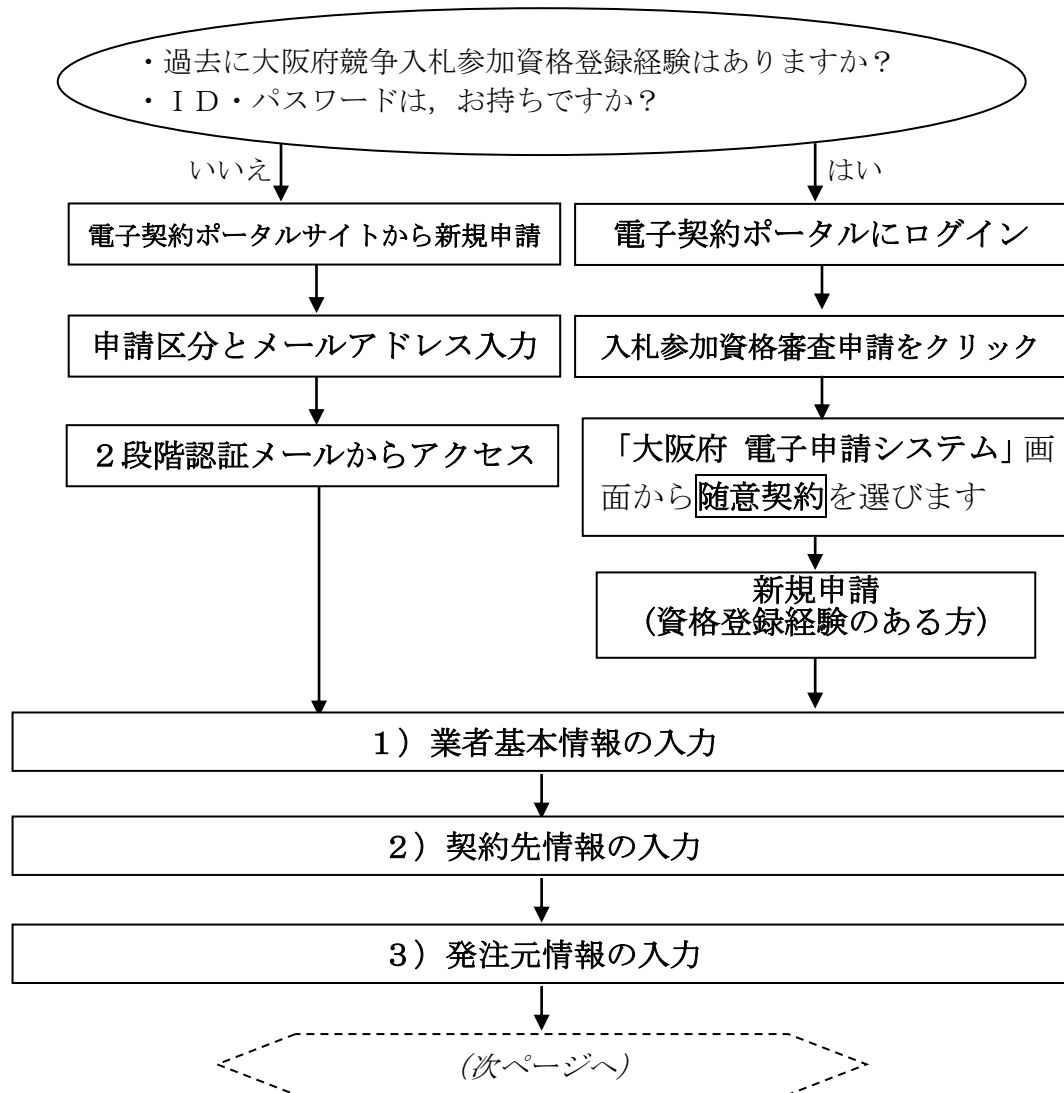 ・過去に大阪府競争入札参加資格登録経験はありますか？
・ＩＤ・パスワードは，お持ちですか？
いいえ
はい
電子契約ポータルサイトから新規申請
電子契約ポータルにログイン
申請区分とメールアドレス入力
入札参加資格審査申請をクリック
２段階認証メールからアクセス
「大阪府 電子申請システム」画
面から随意契約を選びます
新規申請
（資格登録経験のある方）
１）業者基本情報の入力
２）契約先情報の入力
３）発注元情報の入力
(次ページへ)